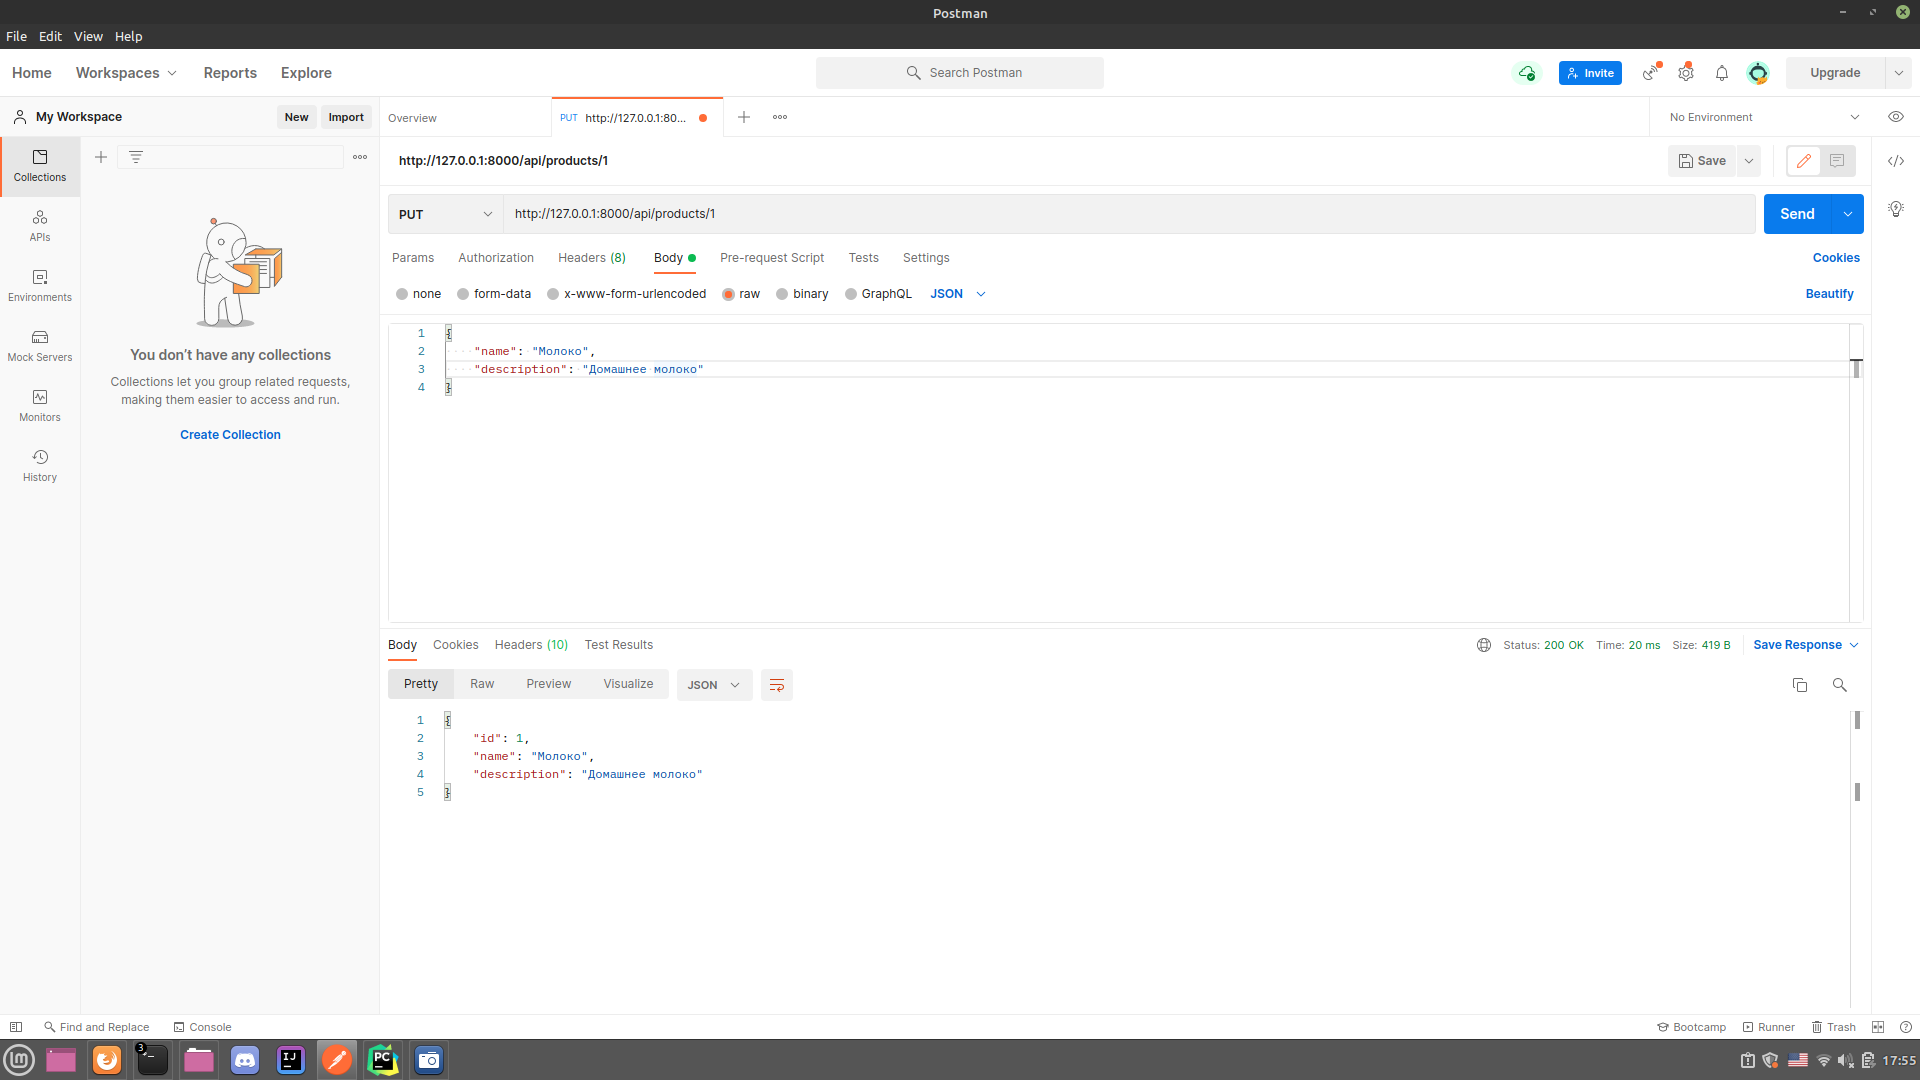 Postman
File Edit View Help
Home Workspaces Reports Explore Search Postman Invite Upgrade
My Workspace New Import Overview PUT http://127.0.0.1:80... No Environment
Collections
APIs
Environments
Mock Servers
Monitors
History
You don't have any collections
Collections let you group related requests,
making them easier to access and run.
Create Collection
http://127.0.0.1:8000/api/products/1 Save
PUT http://127.0.0.1:8000/api/products/1 Send
Params Authorization Headers (8) Body Pre-request Script Tests Settings Cookies
none form-data x-www-form-urlencoded raw binary GraphQL JSON Beautify
1 {
2 "name": "Молоко",
3 "description": "Домашнее молоко"
4 }
Body Cookies Headers (10) Test Results Status: 200 OK Time: 20 ms Size: 419 B Save Response
Pretty Raw Preview Visualize JSON
1 {
2 "id": 1,
3 "name": "Молоко",
4 "description": "Домашнее молоко"
5 }
Find and Replace Console Bootcamp Runner Trash
3 IJ PC 17:55